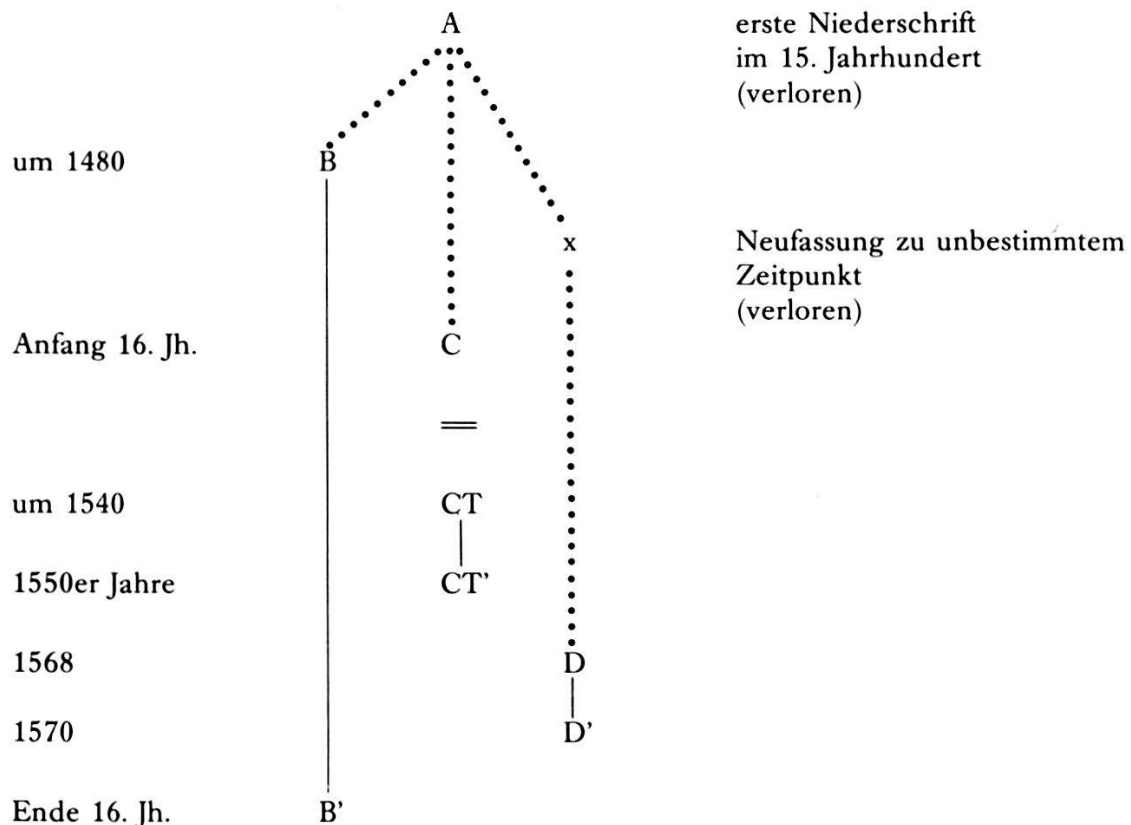 A erste Niederschrift
im 15. Jahrhundert
(verloren)
um 1480 B
x Neufassung zu unbestimmtem
Zeitpunkt
(verloren)
Anfang 16. Jh. C
um 1540 CT
1550er Jahre CT’
1568 D
1570 D’
Ende 16. Jh. B’